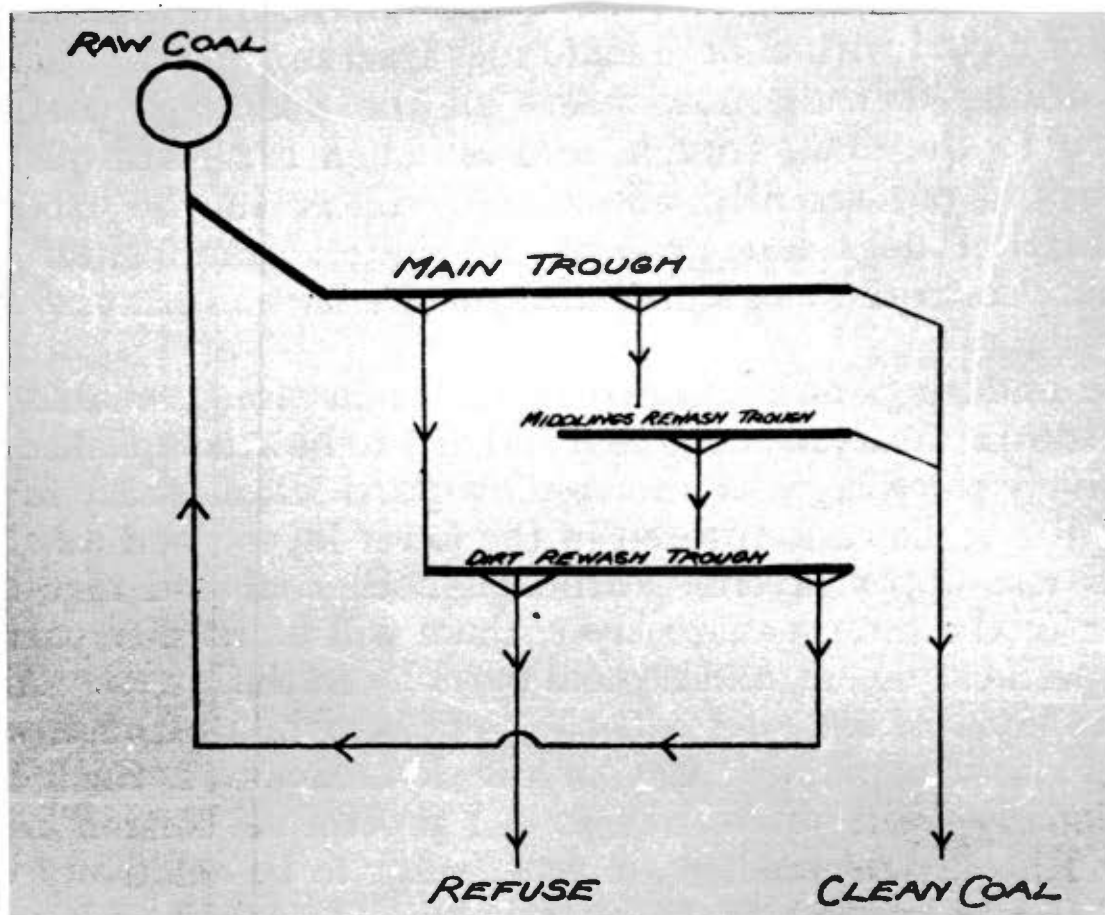 RAW COAL
MAIN TROUGH
MIDDLINGS REWASH TROUGH
DIRT REWASH TROUGH
REFUSE
CLEAN COAL